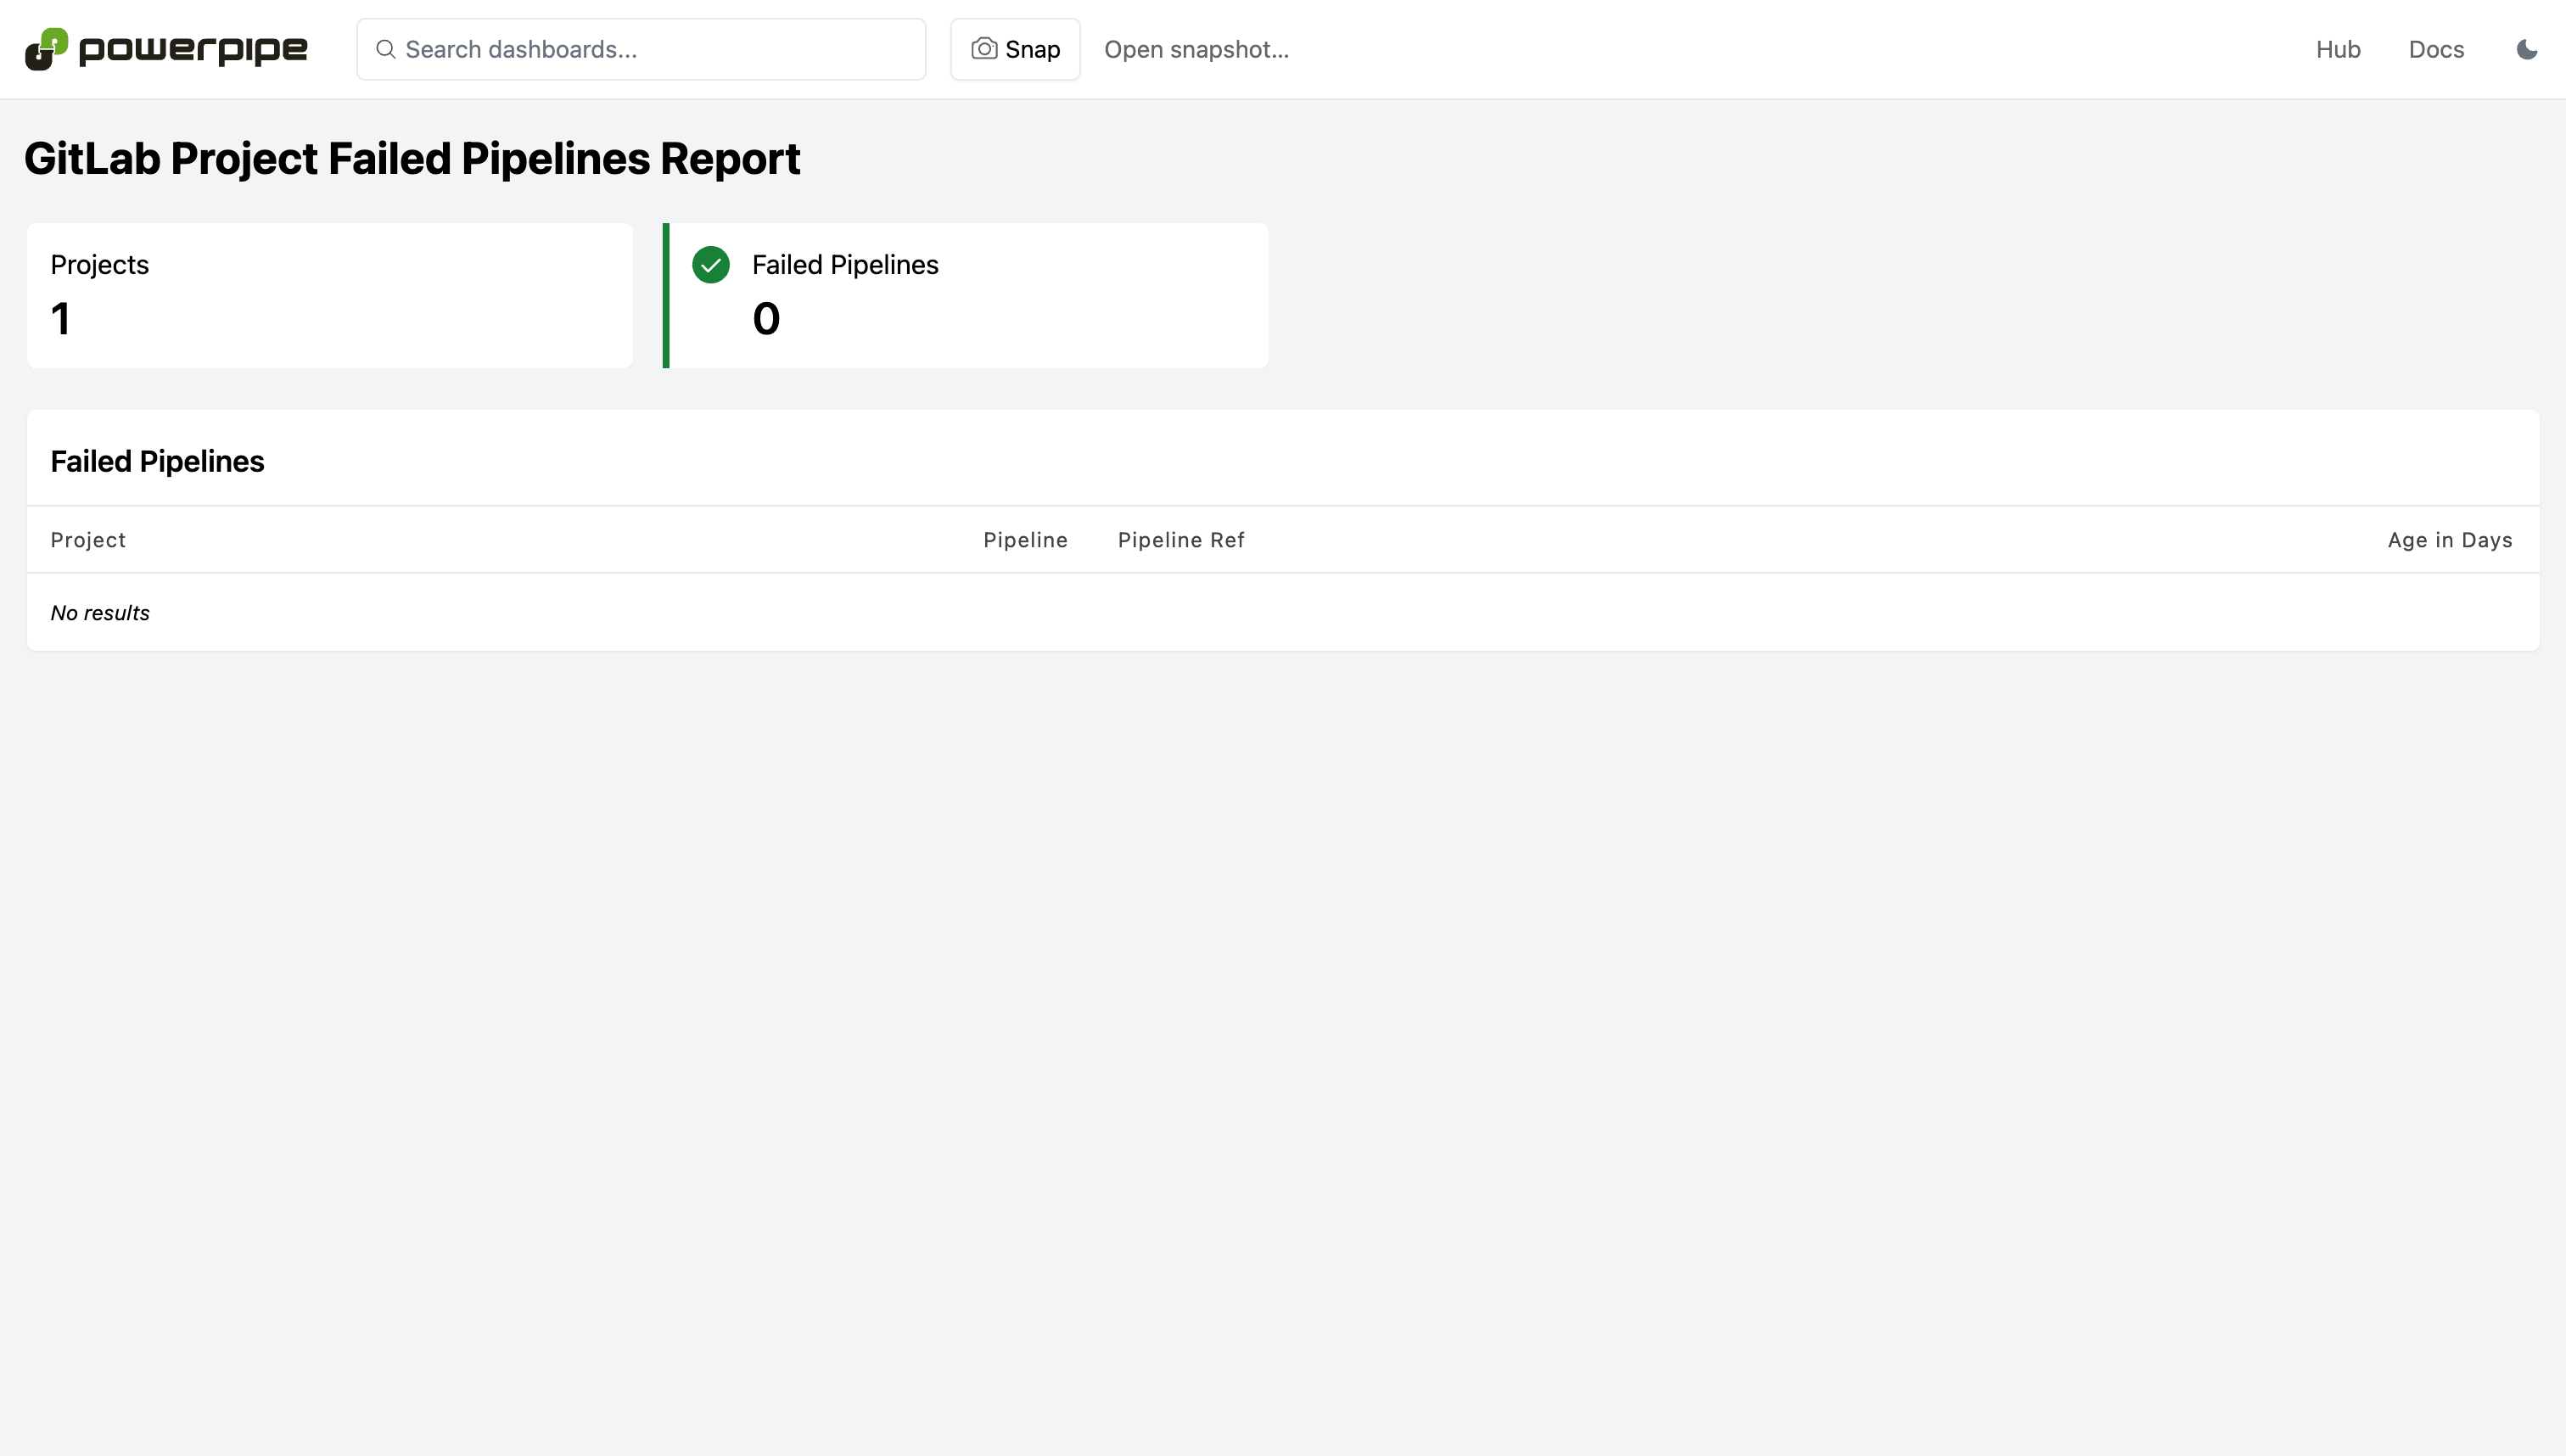 powerpipe
Search dashboards...
Snap
Open snapshot...
Hub
Docs
GitLab Project Failed Pipelines Report
Projects
1
Failed Pipelines
0
Failed Pipelines
Project Pipeline Pipeline Ref Age in Days
No results